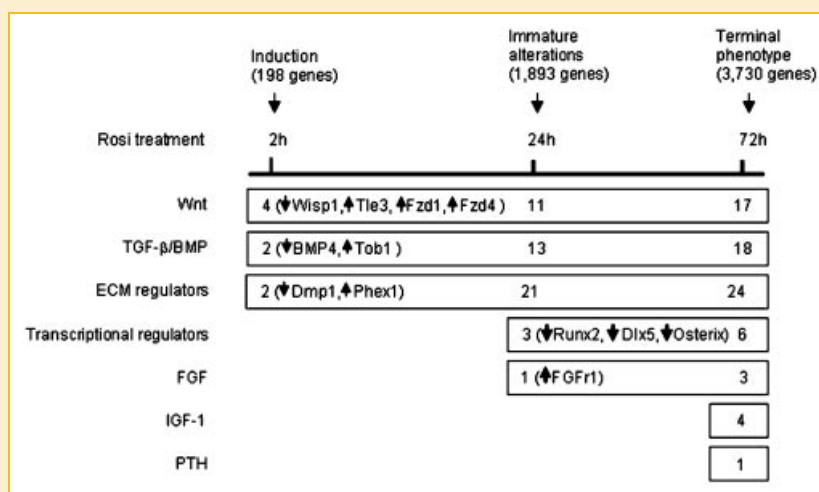 Induction
(198 genes)
Immature
alterations
(1,893 genes)
Terminal
phenotype
(3,730 genes)
Rosi treatment 2h 24h 72h
Wnt 4 (↓Wisp1,↑Tle3,↑Fzd1,↑Fzd4) 11 17
TGF-β/BMP 2 (↓BMP4,↑Tob1 ) 13 18
ECM regulators 2 (↓Dmp1,↑Phex1) 21 24
Transcriptional regulators 3 (↓Runx2, ↓Dlx5,↓Osterix) 6
FGF 1 (↑FGFr1) 3
IGF-1 4
PTH 1